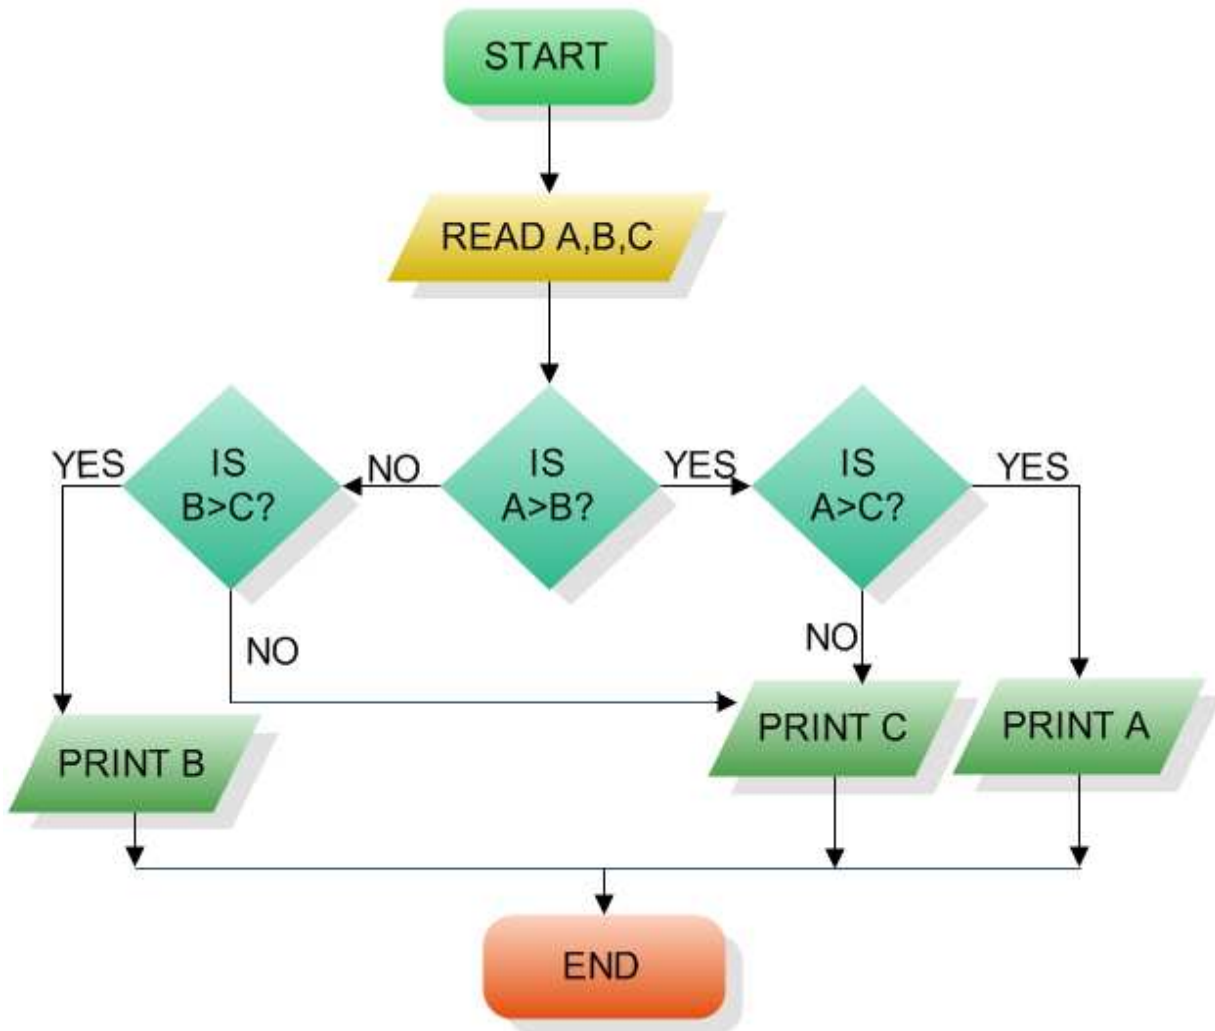 START
READ A,B,C
YES
IS
B>C?
NO
IS
A>B?
YES
IS
A>C?
YES
NO
NO
PRINT B
PRINT C
PRINT A
END